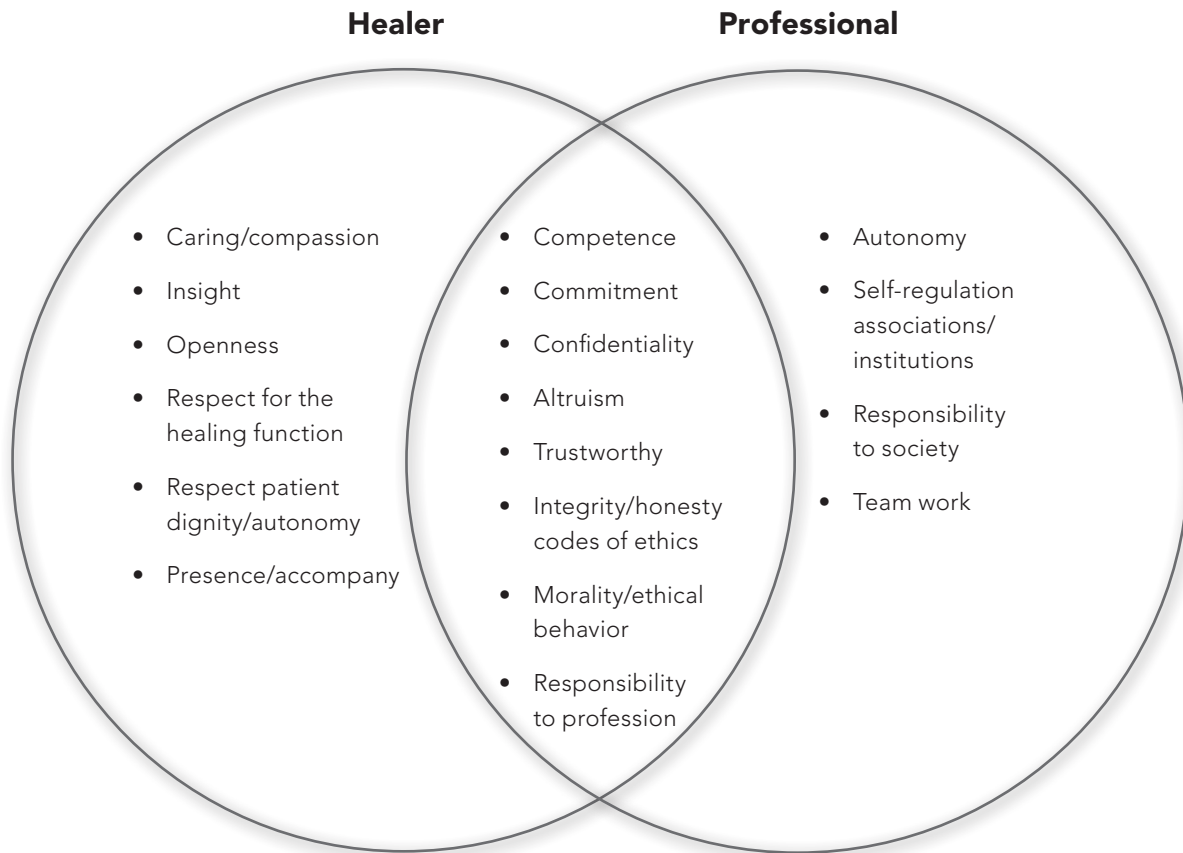 Healer
Professional
• Caring/compassion
• Insight
• Openness
• Respect for the
healing function
• Respect patient
dignity/autonomy
• Presence/accompany
• Competence
• Commitment
• Confidentiality
• Altruism
• Trustworthy
• Integrity/honesty
codes of ethics
• Morality/ethical
behavior
• Responsibility
to profession
• Autonomy
• Self-regulation
associations/
institutions
• Responsibility
to society
• Team work